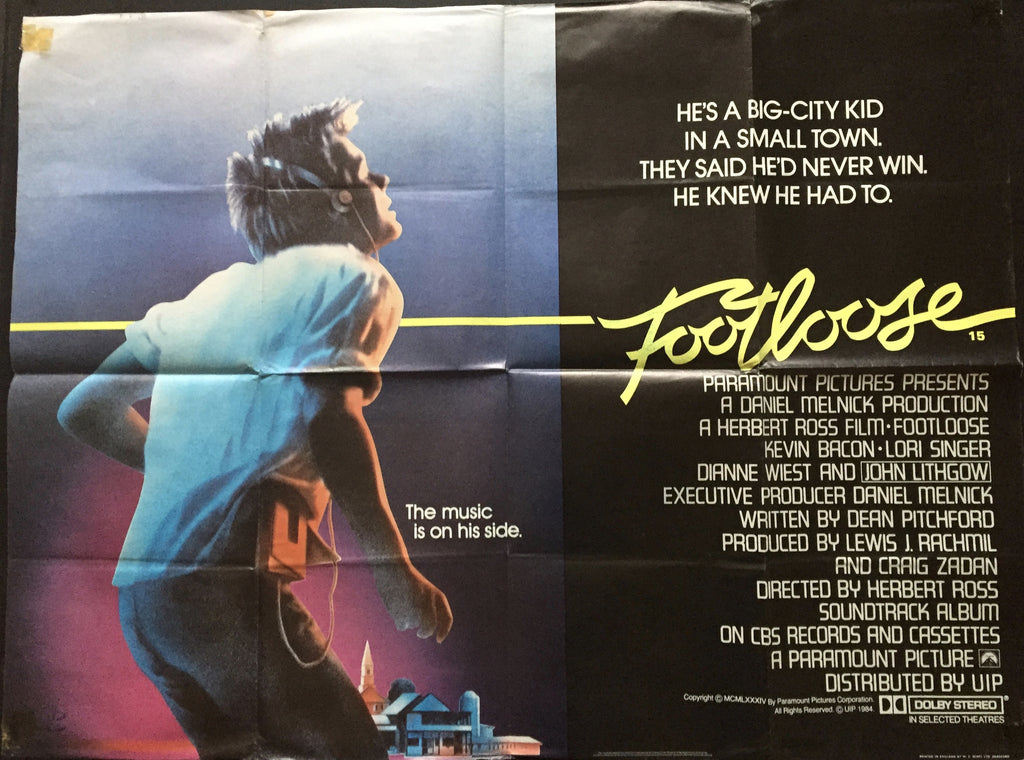 HE'S A BIG-CITY KID
IN A SMALL TOWN.
THEY SAID HE'D NEVER WIN.
HE KNEW HE HAD TO.
Footloose
15
PARAMOUNT PICTURES PRESENTS
A DANIEL MELNICK PRODUCTION
A HERBERT ROSS FILM·FOOTLOOSE
KEVIN BACON·LORI SINGER
DIANNE WIEST AND JOHN LITHGOW
EXECUTIVE PRODUCER DANIEL MELNICK
WRITTEN BY DEAN PITCHFORD
PRODUCED BY LEWIS J. RACHMIL
AND CRAIG ZADAN
DIRECTED BY HERBERT ROSS
SOUNDTRACK ALBUM
ON CBS RECORDS AND CASSETTES
A PARAMOUNT PICTURE
DISTRIBUTED BY UIP
Copyright © MCMLXXXIV By Paramount Pictures Corporation.
All Rights Reserved. © UIP 1984.
DOLBY STEREO®
IN SELECTED THEATRES
The music
is on his side.